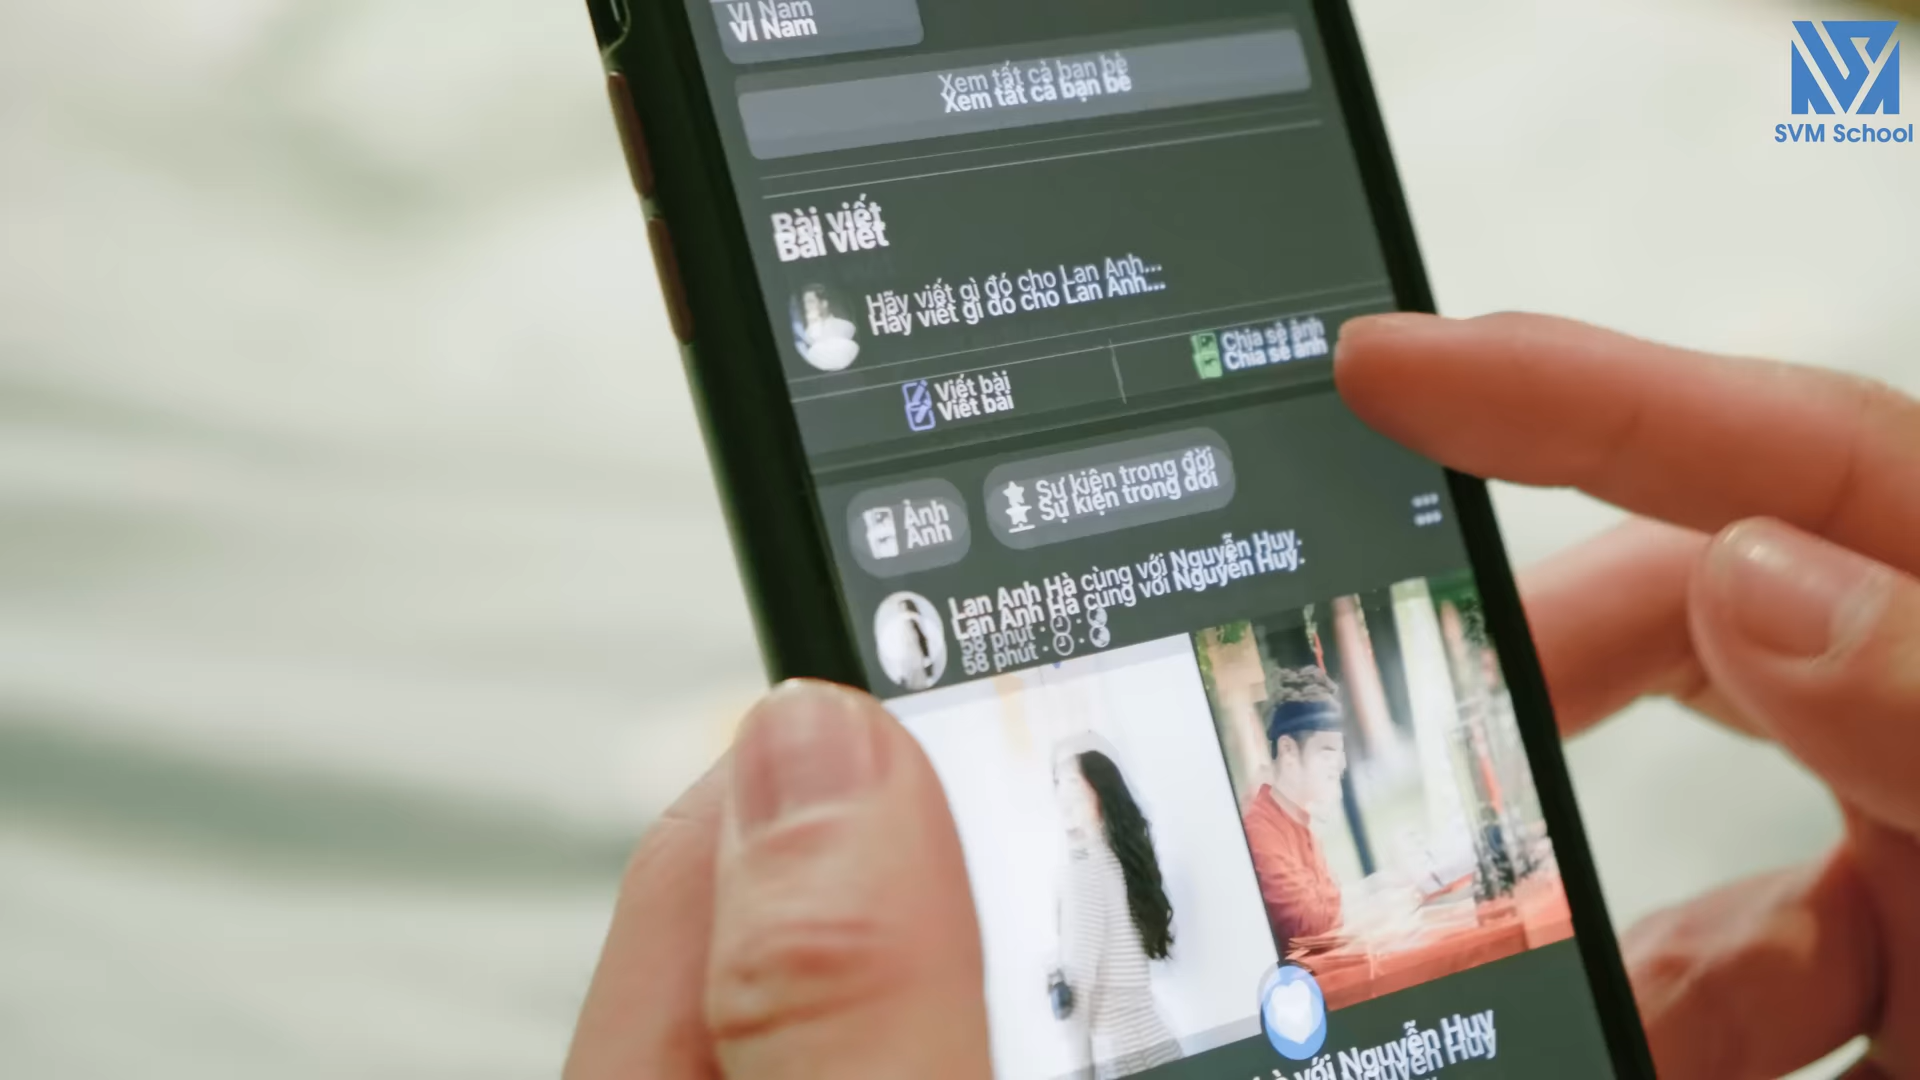 Vi Nam
SVM School
Xem tất cả bạn bè
Bài viết
Hãy viết gì đó cho Lan Anh...
Viết bài
Chia sẻ ảnh
Ảnh
Sự kiện trong đời
Lan Anh Hà cùng với Nguyễn Huy.
58 phút
với Nguyễn Huy